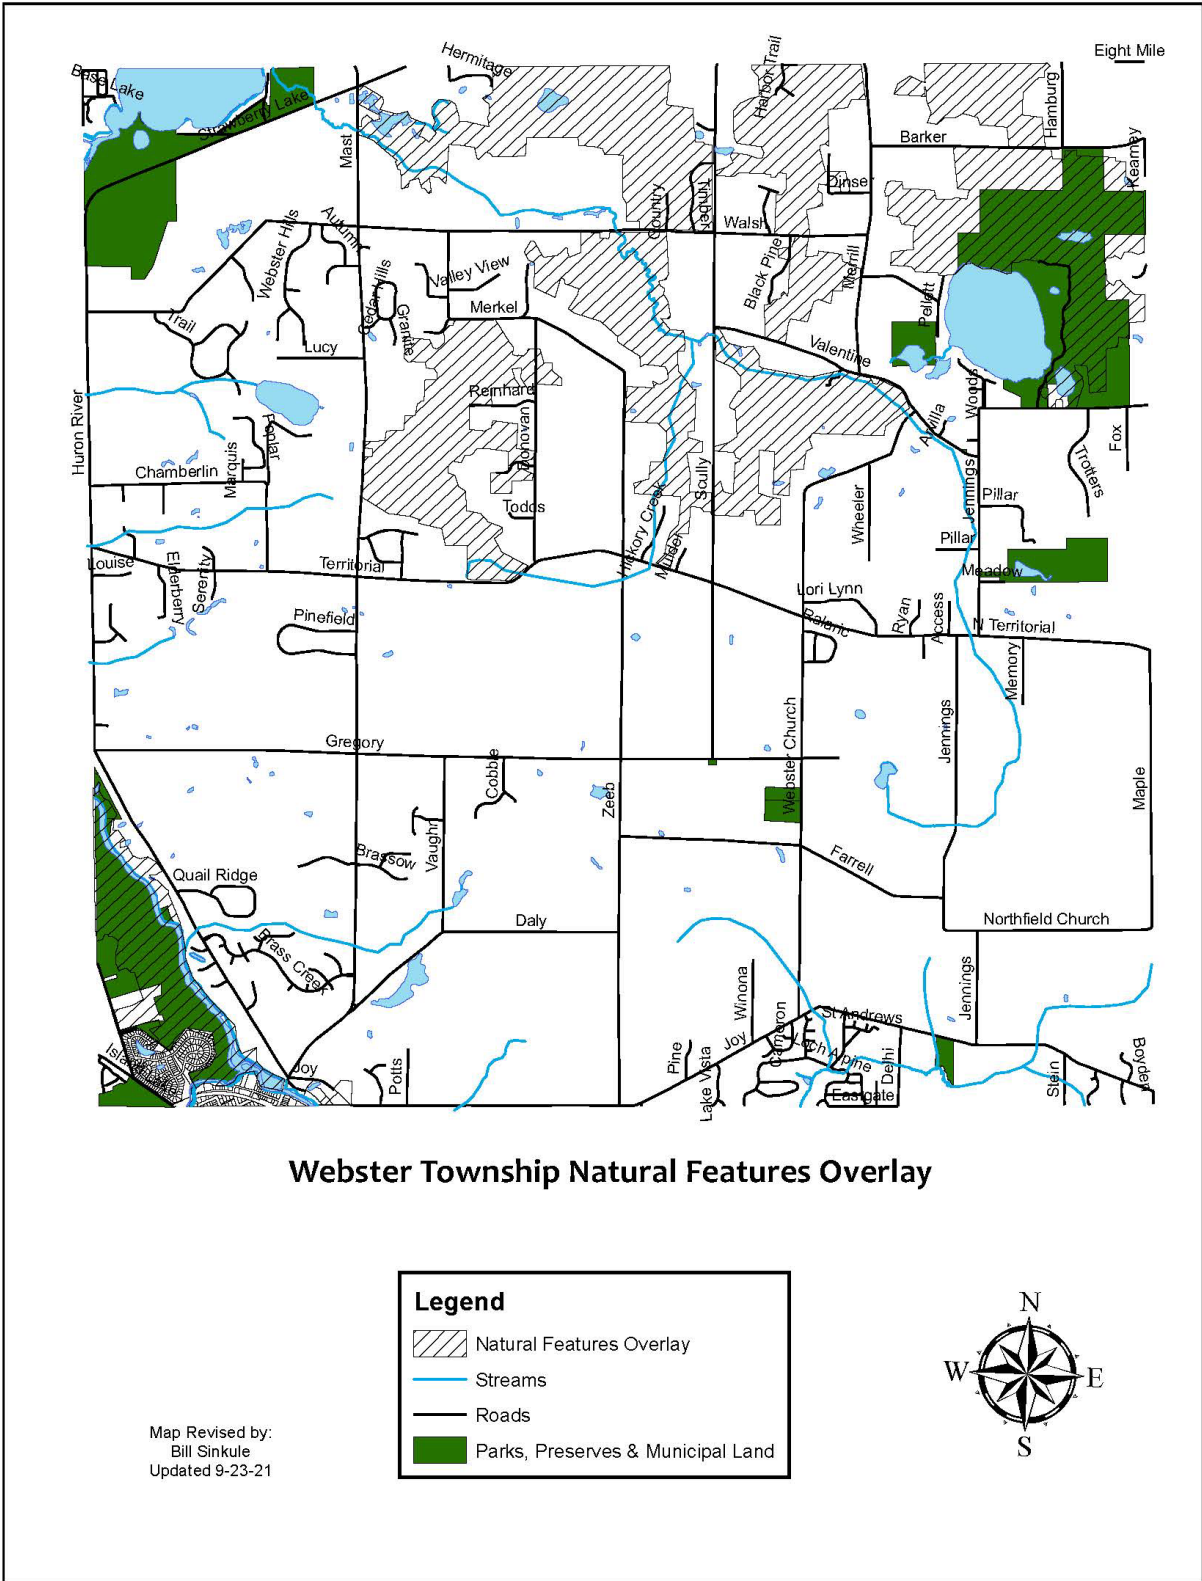 Eight Mile
Hermitage
Harbor Trail
Base Lake
Strawberry Lake
Hamburg
Barker
Kearney
Mast
Dinser
Timber
Country
Walsh
Webster Hills
Autumn
Black Pine
Merrill
Valley View
Cedar Hills
Granite
Merkel
Pellett
Trail
Lucy
Valentine
Huron River
Reinhard
Woods
Arvilla
Poplar
Donovan
Fox
Trotters
Marquis
Chamberlin
Scully
Jennings
Pillar
Todds
Hickory Creek
Wheeler
Pillar
Mulder
Louise
Elderberry
Serenity
Territorial
Meadow
Lori Lynn
Ryan
Access
Pinefield
N Territorial
Memory
Jennings
Webster Church
Gregory
Cobble
Zeeb
Maple
Vaughn
Brassow
Farrell
Quail Ridge
Daly
Northfield Church
Brass Creek
Winona
Jennings
St Andrews
Cameron
Joy
Loch Alpine
Pine
Lake Vista
Delhi
Boyden
Joy
Potts
Eastgate
Stein
Webster Township Natural Features Overlay
Legend
Natural Features Overlay
Streams
Roads
Parks, Preserves & Municipal Land
Map Revised by:
Bill Sinkule
Updated 9-23-21
N
W
E
S